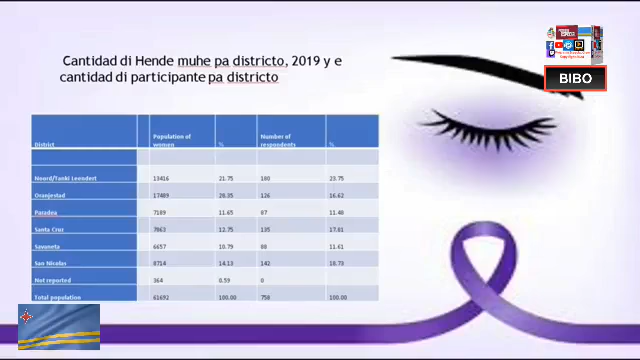 Cantidad di Hende muhe pa districto, 2019 y e
cantidad di participante pa districto
BIBO
District Population of women % Number of respondents %
Noord/Tanki Leendert 13416 21.75 180 23.75
Oranjestad 17489 28.35 126 16.62
Paradea 7189 11.65 87 11.48
Santa Cruz 7863 12.75 135 17.81
Savaneta 6657 10.79 88 11.61
San Nicolas 8714 14.13 142 18.73
Not reported 364 0.59 0
Total population 61692 100.00 758 100.00